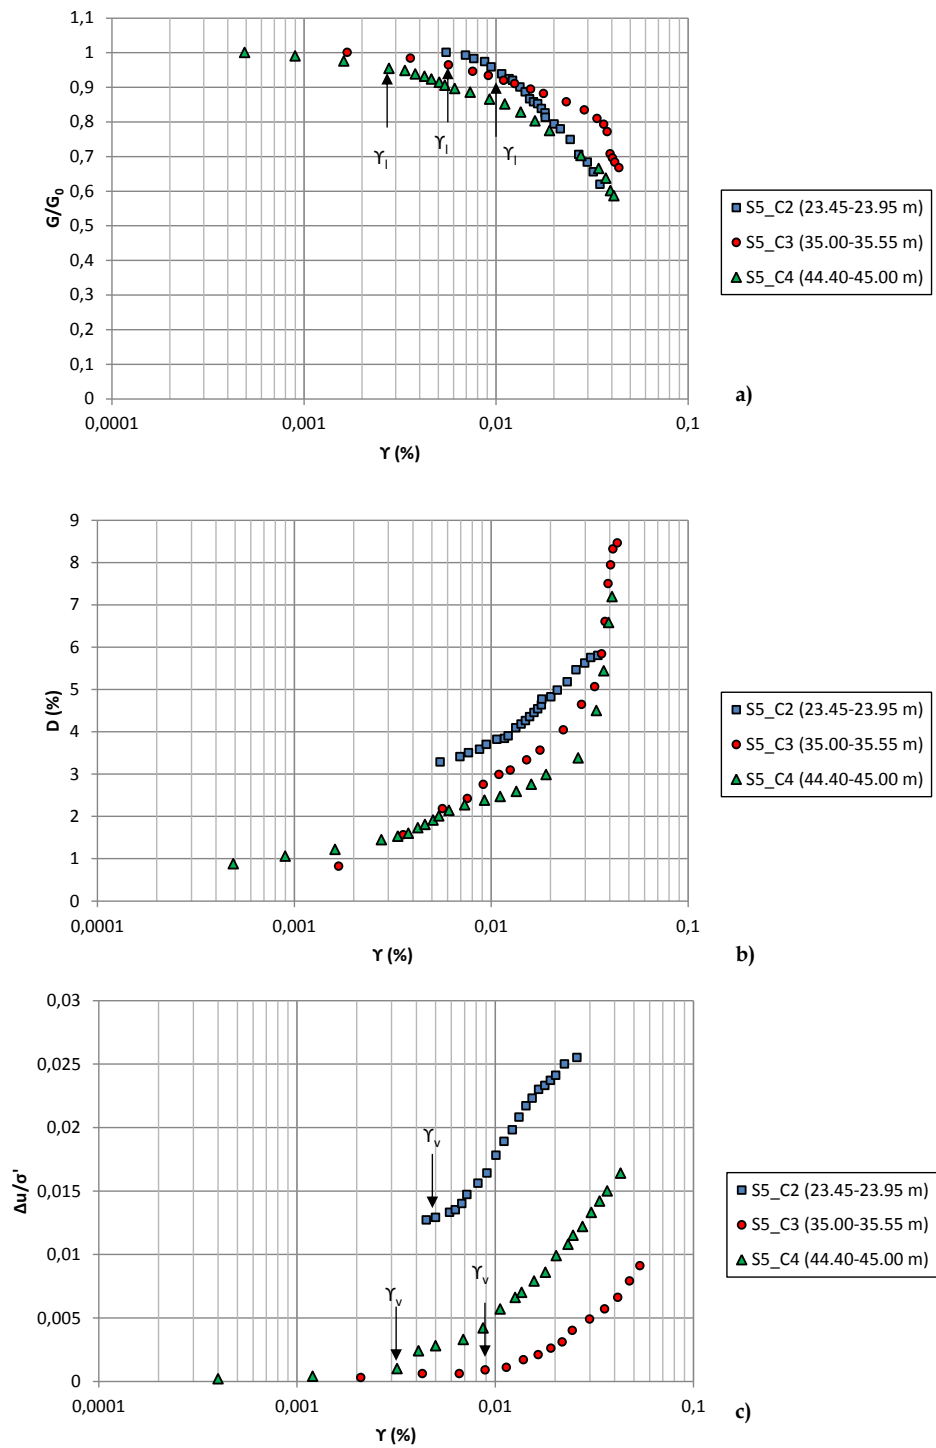 1,1
1
0,9
0,8
0,7
0,6
0,5
0,4
0,3
0,2
0,1
0
G/G0
ϒl
ϒl
ϒl
0,0001 0,001 0,01 0,1
ϒ (%)
S5_C2 (23.45-23.95 m)
S5_C3 (35.00-35.55 m)
S5_C4 (44.40-45.00 m)
a)
9
8
7
6
5
4
3
2
1
0
D (%)
0,0001 0,001 0,01 0,1
ϒ (%)
S5_C2 (23.45-23.95 m)
S5_C3 (35.00-35.55 m)
S5_C4 (44.40-45.00 m)
b)
0,03
0,025
0,02
0,015
0,01
0,005
0
Δu/σ'
ϒv
ϒv
ϒv
0,0001 0,001 0,01 0,1
ϒ (%)
S5_C2 (23.45-23.95 m)
S5_C3 (35.00-35.55 m)
S5_C4 (44.40-45.00 m)
c)